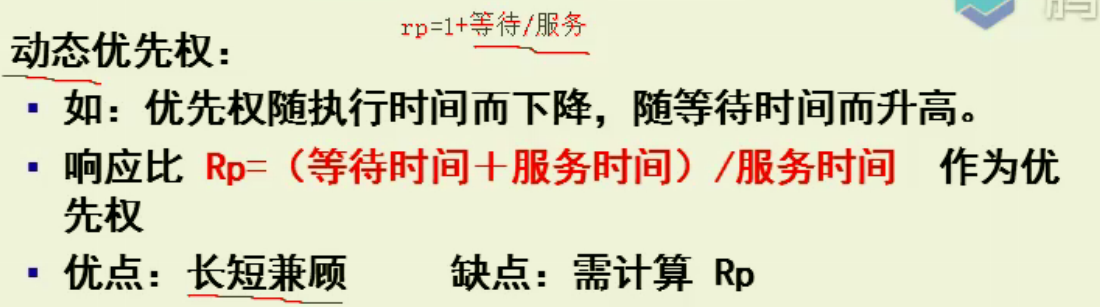 rp=1+等待/服务
动态优先权：
▪ 如：优先权随执行时间而下降，随等待时间而升高。
▪ 响应比 Rp=（等待时间＋服务时间）/服务时间 作为优
先权
▪ 优点：长短兼顾 缺点：需计算 Rp